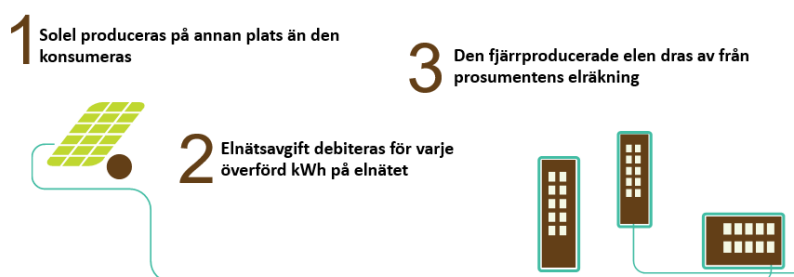 1 Solel produceras på annan plats än den
konsumeras
2 Elnätsavgift debiteras för varje
överförd kWh på elnätet
3 Den fjärrproducerade elen dras av från
prosumentens elräkning